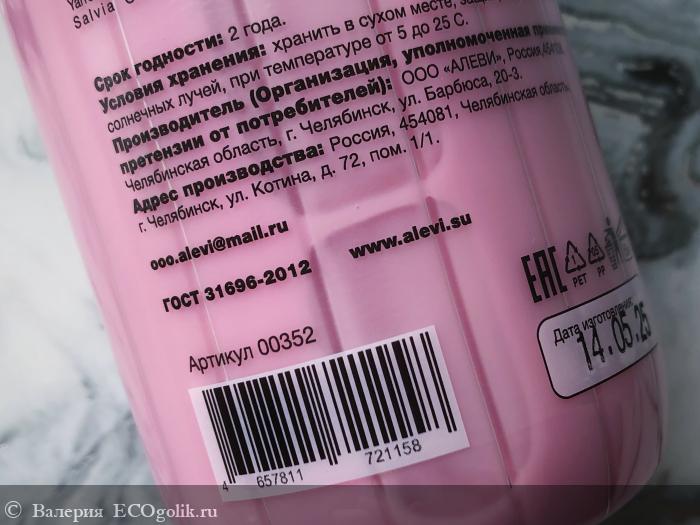 Salvia
Срок годности: 2 года.
Условия хранения: хранить в сухом месте,
солнечных лучей, при температуре от 5 до 25 С.
Производитель (Организация, уполномоченная
претензии от потребителей): ООО «АЛЕВИ», Россия,
Челябинская область, г. Челябинск, ул. Барбюса, 20-3.
Адрес производства: Россия, 454081, Челябинская область,
г. Челябинск, ул. Котина, д. 72, пом. 1/1.
ooo.alevi@mail.ru
www.alevi.su
ГОСТ 31696-2012
EAC
1
PET
PP
Артикул 00352
Дата изготовления:
14.05.25
4 657811 721158
© Валерия ECOgolik.ru